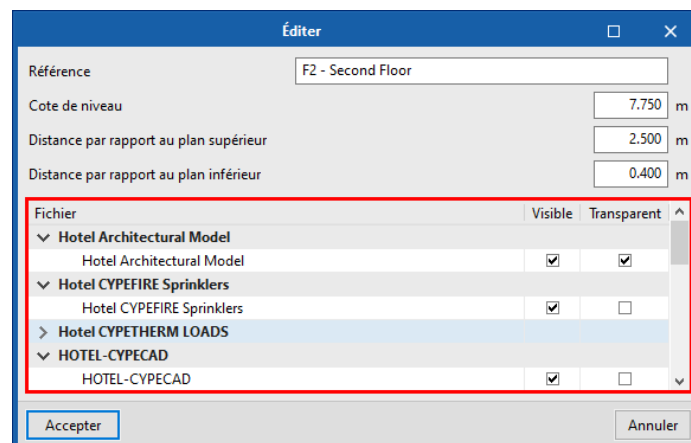 Éditer
Référence F2 - Second Floor
Cote de niveau 7.750 m
Distance par rapport au plan supérieur 2.500 m
Distance par rapport au plan inférieur 0.400 m
Fichier Visible Transparent
Hotel Architectural Model
Hotel Architectural Model
Hotel CYPEFIRE Sprinklers
Hotel CYPEFIRE Sprinklers
Hotel CYPETHERM LOADS
HOTEL-CYPECAD
HOTEL-CYPECAD
Accepter Annuler